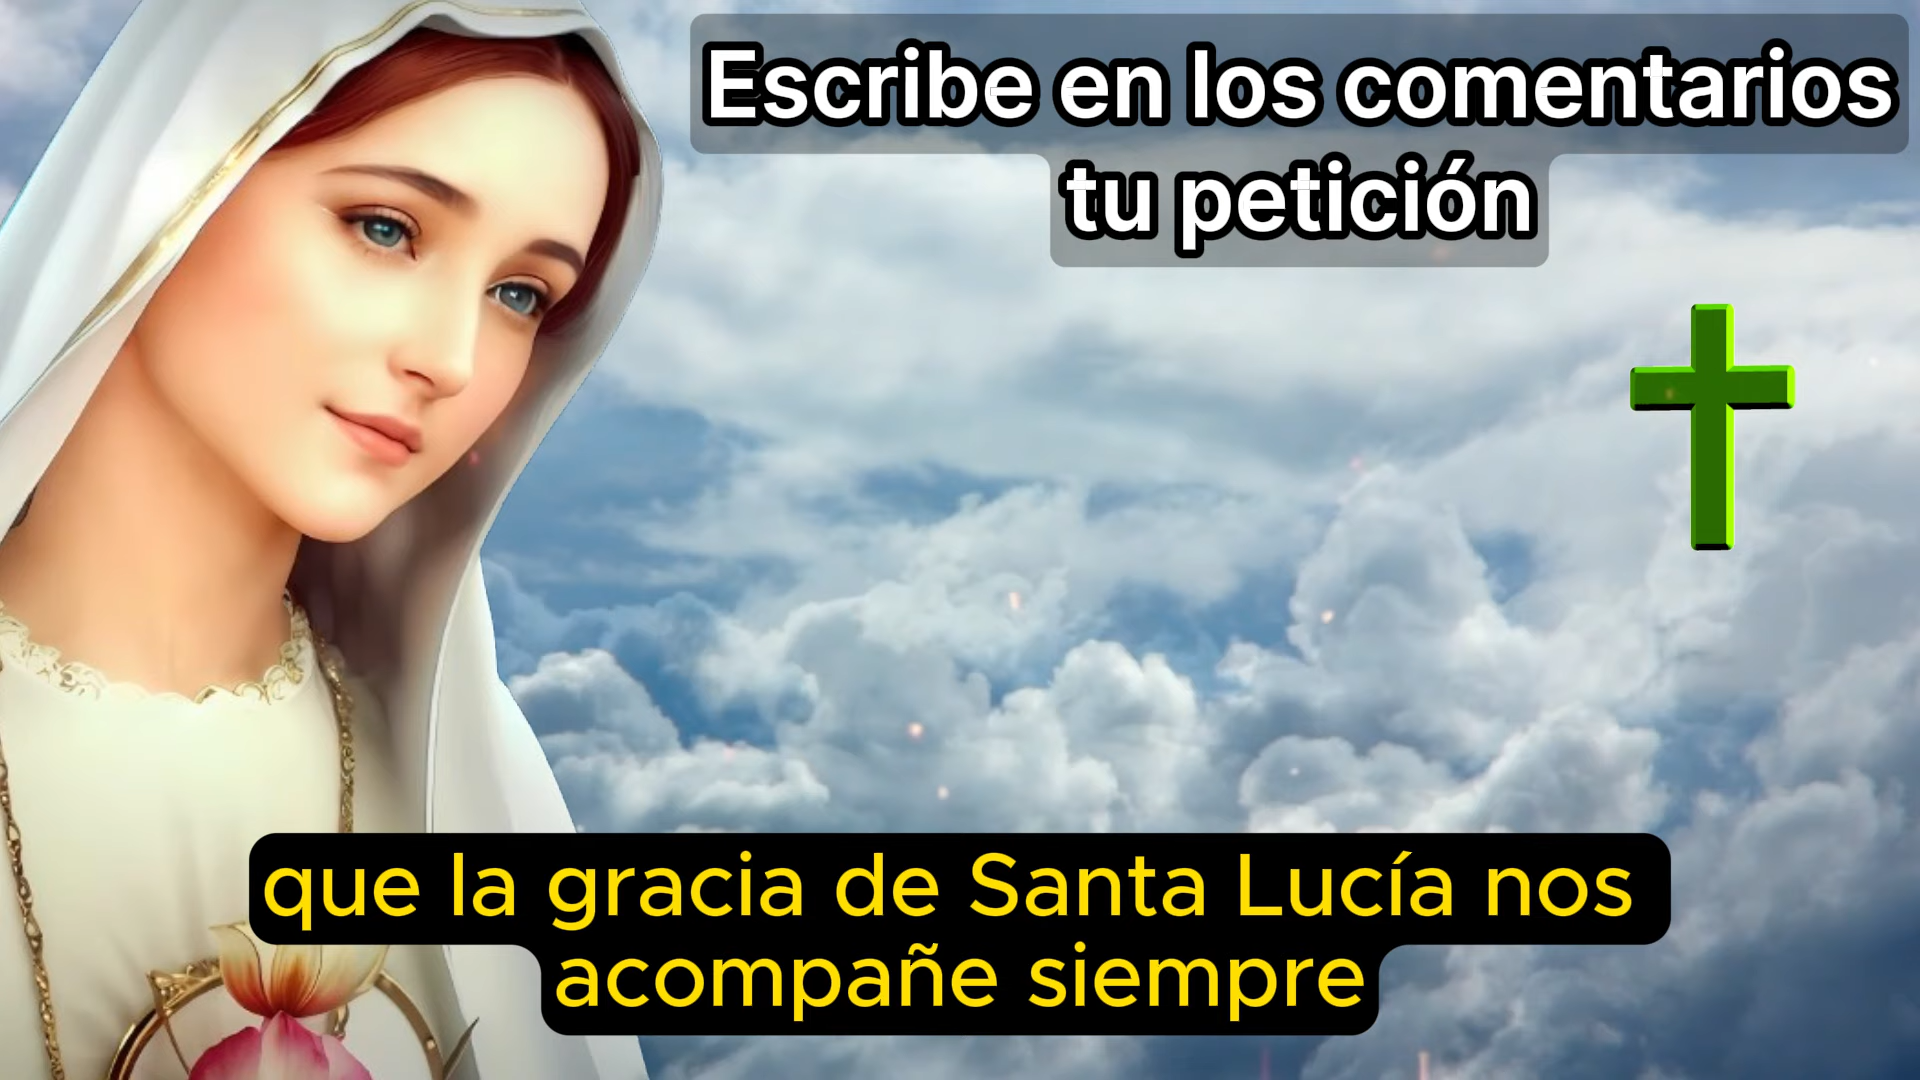 Escribe en los comentarios
tu petición
que la gracia de Santa Lucía nos
acompañe siempre